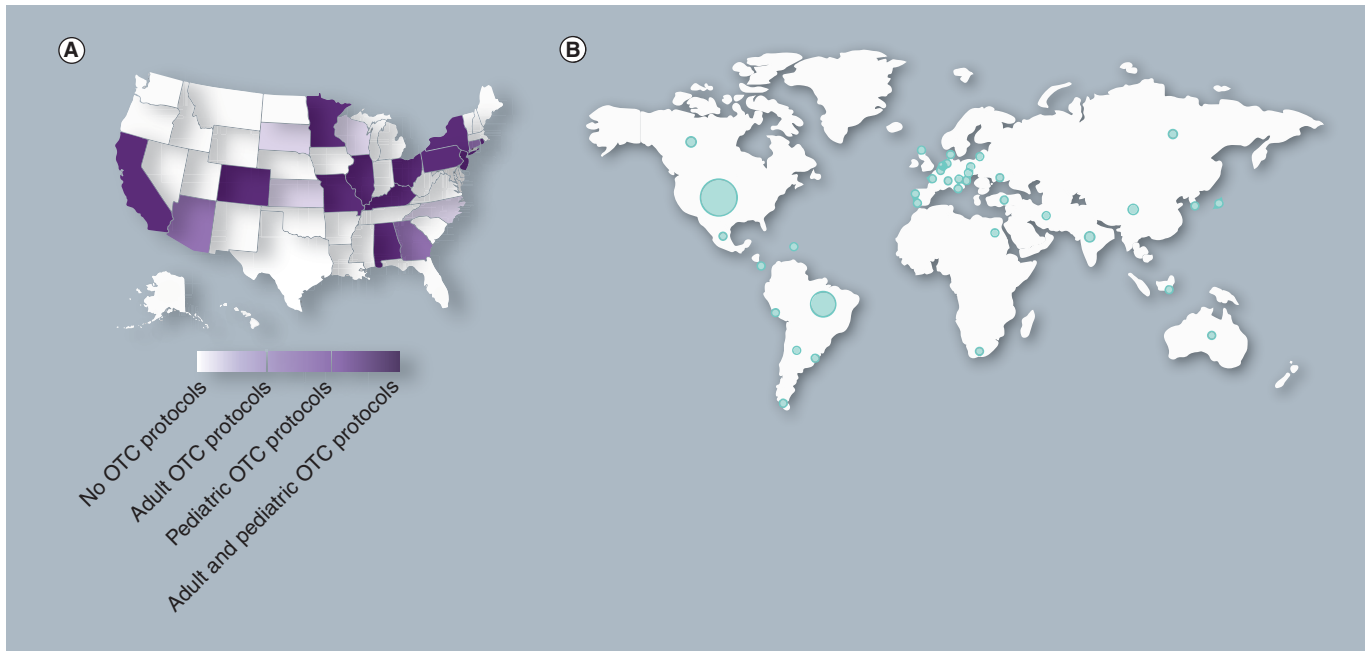 A
B
No OTC protocols
Adult OTC protocols
Pediatric OTC protocols
Adult and pediatric OTC protocols